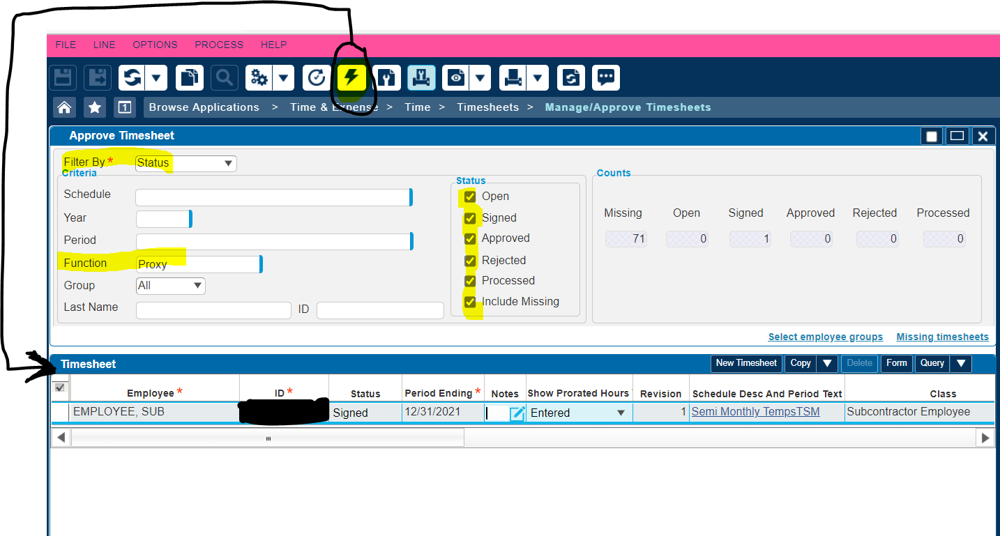 FILE LINE OPTIONS PROCESS HELP
1 Browse Applications > Time & Expense > Time > Timesheets > Manage/Approve Timesheets
Approve Timesheet
Filter By * Status
Criteria
Schedule
Year
Period
Function Proxy
Group All
Last Name ID
Status
Open
Signed
Approved
Rejected
Processed
Include Missing
Counts
Missing Open Signed Approved Rejected Processed
71 0 1 0 0 0
Select employee groups Missing timesheets
Timesheet New Timesheet Copy Delete Form Query
Employee * ID * Status Period Ending * Notes Show Prorated Hours Revision Schedule Desc And Period Text Class
EMPLOYEE, SUB Signed 12/31/2021 Entered 1 Semi Monthly TempsTSM Subcontractor Employee